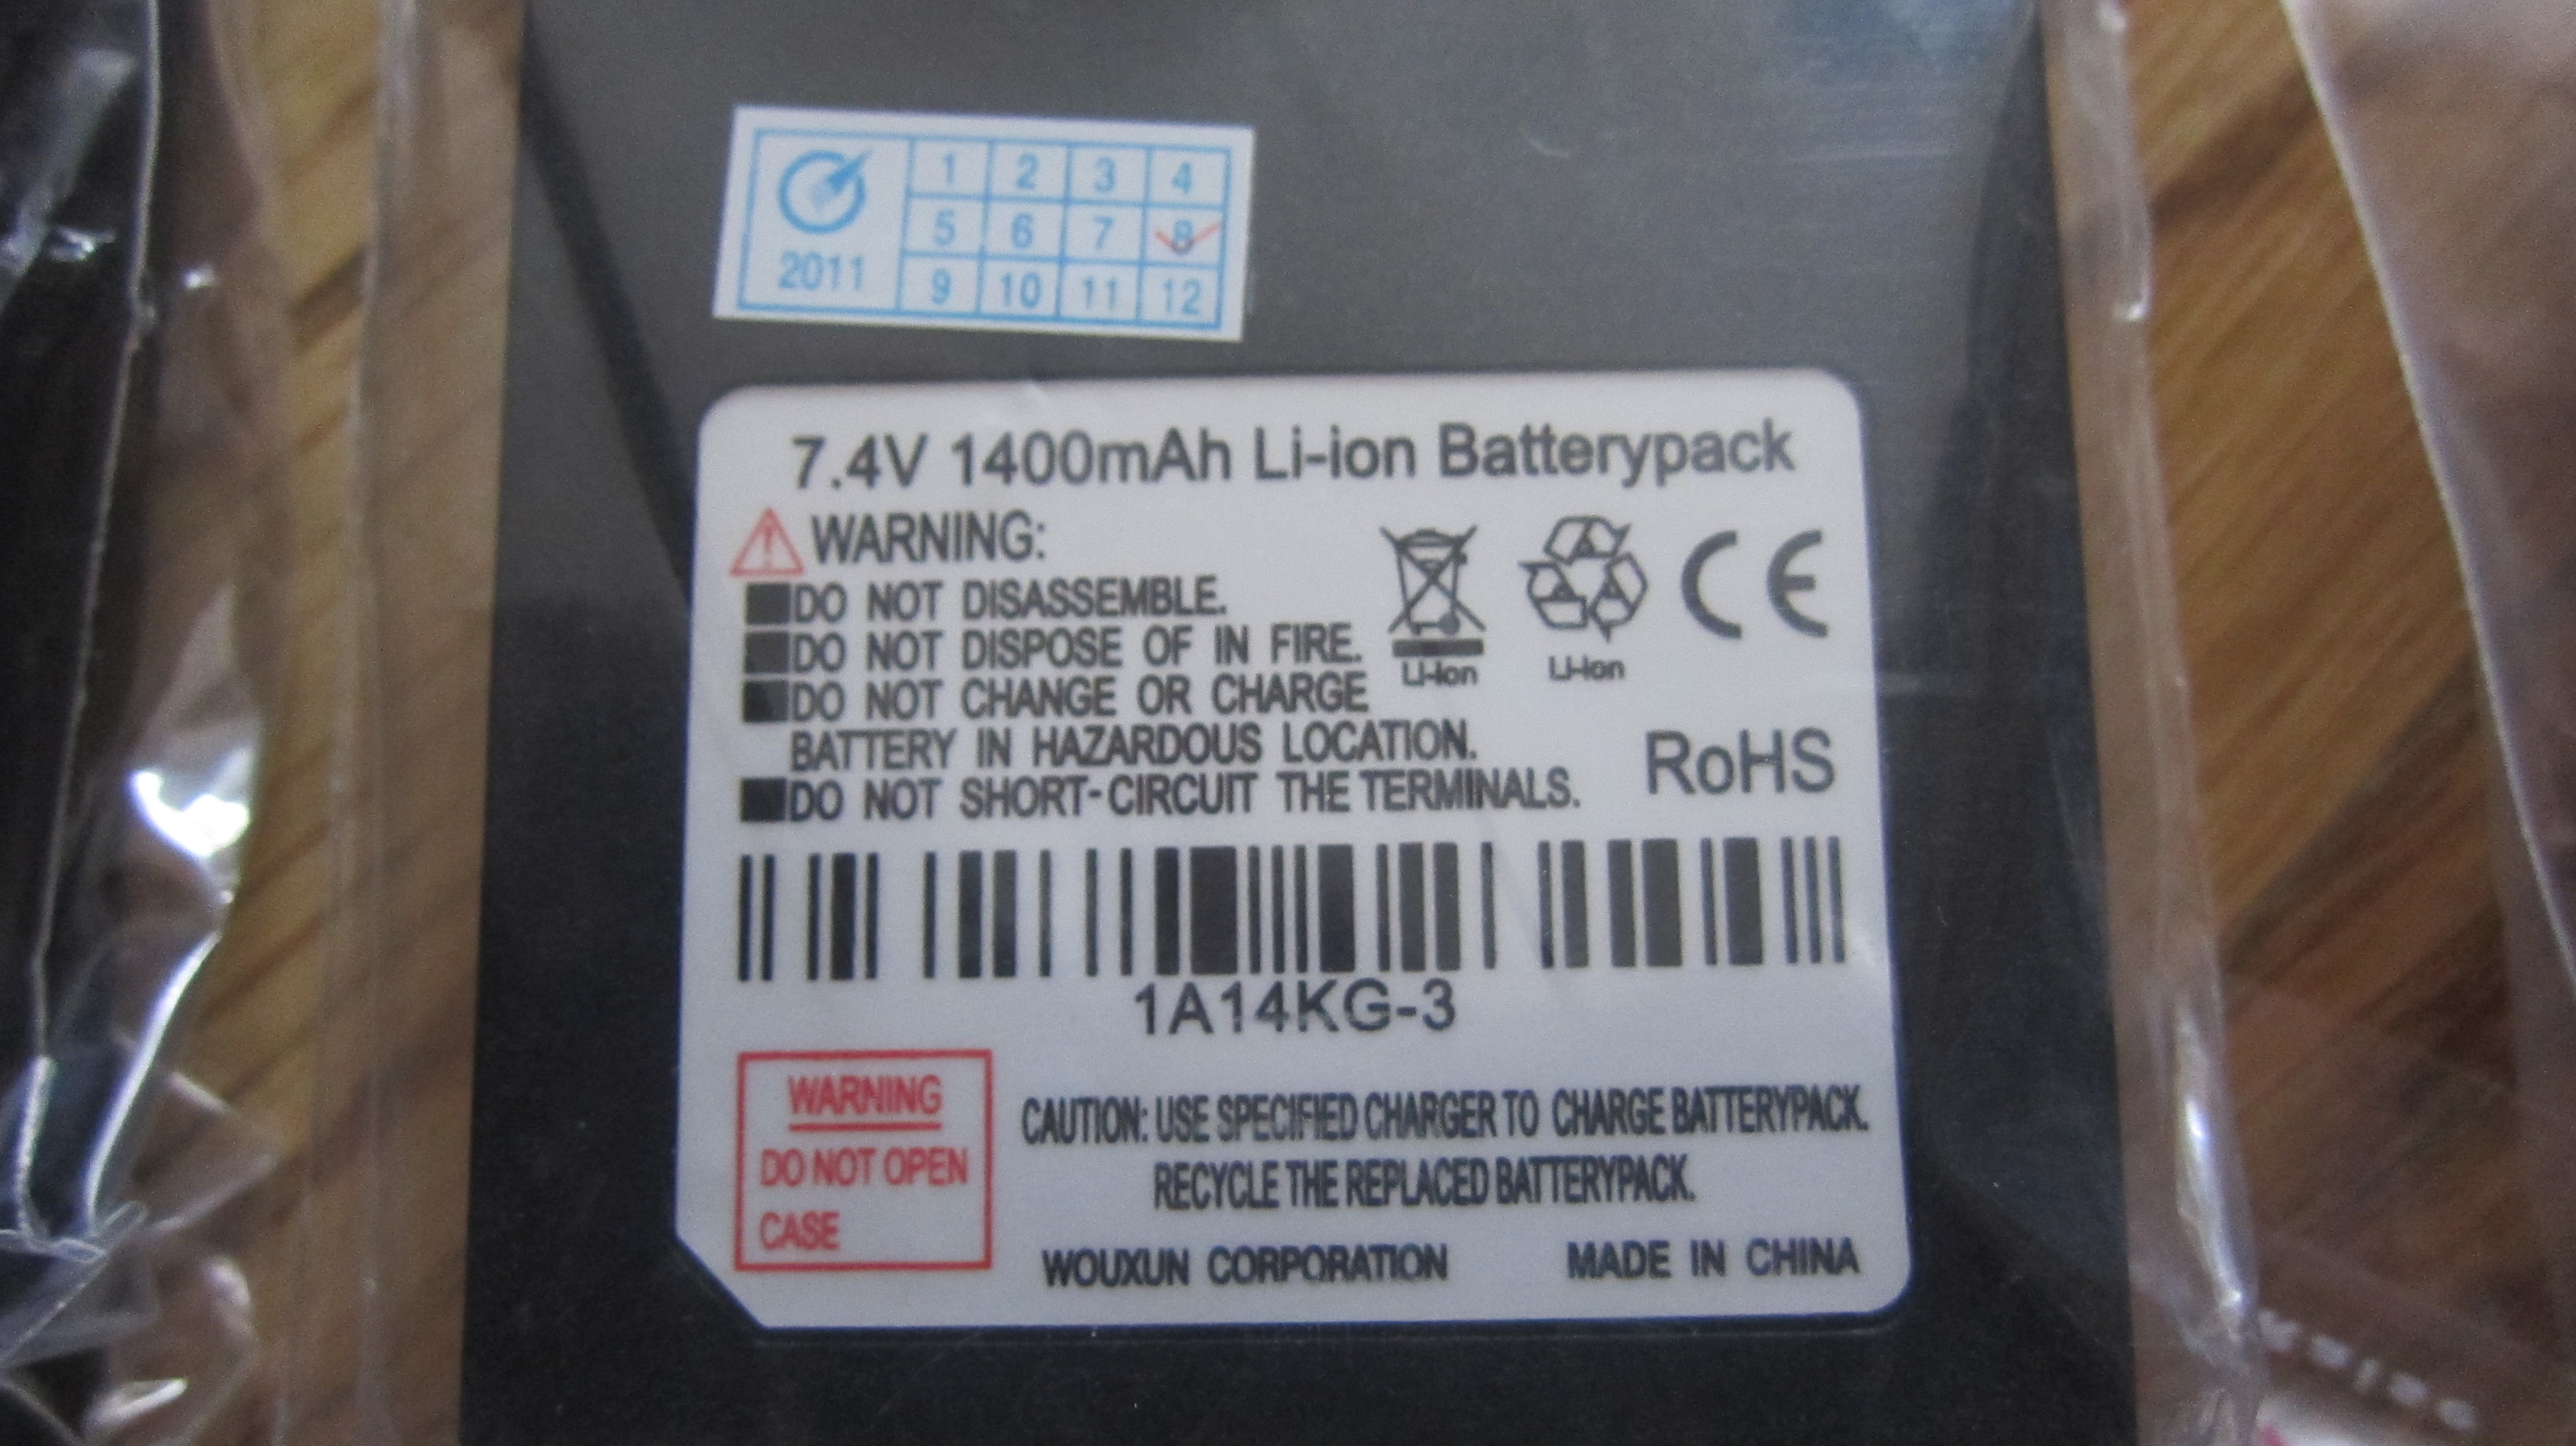 1 2 3 4
5 6 7 8
2011
9 10 11 12
7.4V 1400mAh Li-ion Batterypack
WARNING:
DO NOT DISASSEMBLE.
DO NOT DISPOSE OF IN FIRE.
Li-ion Li-ion
DO NOT CHANGE OR CHARGE
BATTERY IN HAZARDOUS LOCATION.
DO NOT SHORT-CIRCUIT THE TERMINALS.
CE
RoHS
1A14KG-3
WARNING
DO NOT OPEN
CASE
CAUTION: USE SPECIFIED CHARGER TO CHARGE BATTERYPACK.
RECYCLE THE REPLACED BATTERYPACK.
WOUXUN CORPORATION MADE IN CHINA